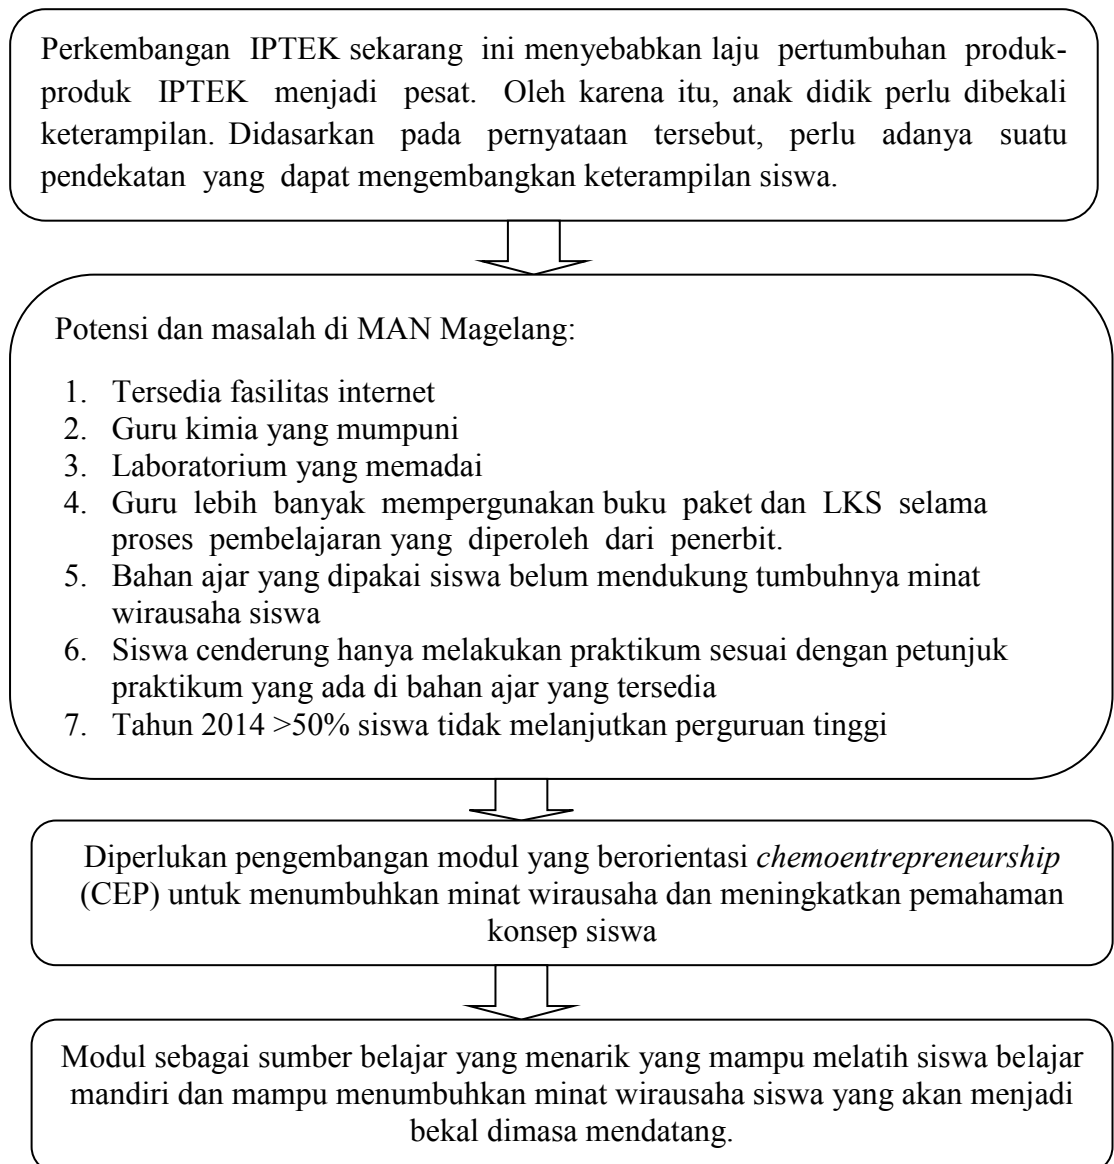 Perkembangan IPTEK sekarang ini menyebabkan laju pertumbuhan produk-
produk IPTEK menjadi pesat. Oleh karena itu, anak didik perlu dibekali
keterampilan. Didasarkan pada pernyataan tersebut, perlu adanya suatu
pendekatan yang dapat mengembangkan keterampilan siswa.
Potensi dan masalah di MAN Magelang:
1. Tersedia fasilitas internet
2. Guru kimia yang mumpuni
3. Laboratorium yang memadai
4. Guru lebih banyak mempergunakan buku paket dan LKS selama
proses pembelajaran yang diperoleh dari penerbit.
5. Bahan ajar yang dipakai siswa belum mendukung tumbuhnya minat
wirausaha siswa
6. Siswa cenderung hanya melakukan praktikum sesuai dengan petunjuk
praktikum yang ada di bahan ajar yang tersedia
7. Tahun 2014 >50% siswa tidak melanjutkan perguruan tinggi
Diperlukan pengembangan modul yang berorientasi chemoentrepreneurship
(CEP) untuk menumbuhkan minat wirausaha dan meningkatkan pemahaman
konsep siswa
Modul sebagai sumber belajar yang menarik yang mampu melatih siswa belajar
mandiri dan mampu menumbuhkan minat wirausaha siswa yang akan menjadi
bekal dimasa mendatang.